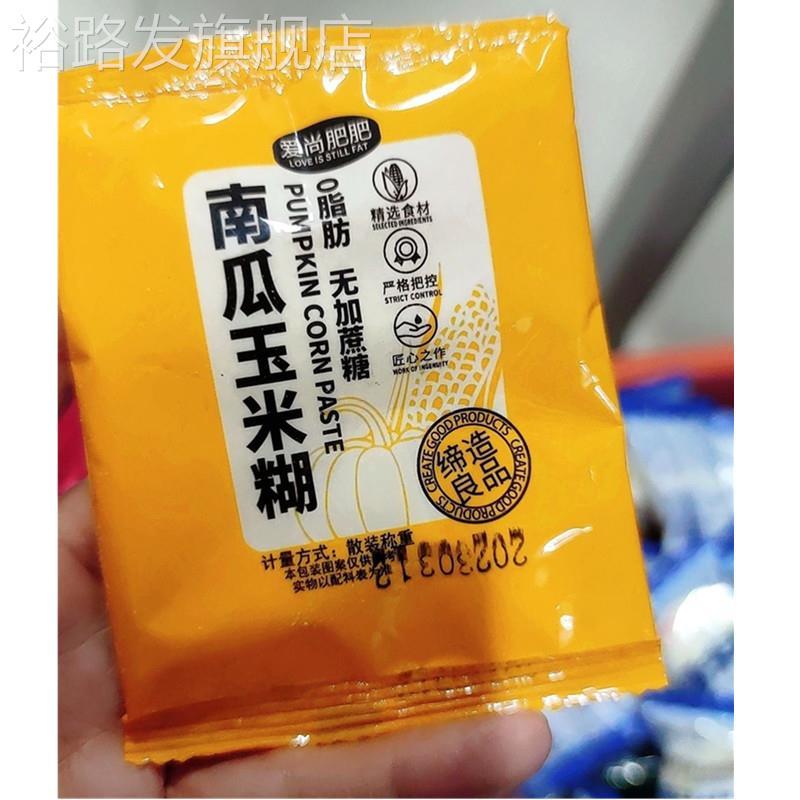 裕路发旗舰店
爱尚肥肥
LOVE IS STILL FAT
南瓜玉米糊
PUMPKIN CORN PASTE
0脂肪 无加蔗糖
精选食材
SELECTED INGREDIENTS
严格把控
STRICT CONTROL
匠心之作
WORK OF INGENUITY
CREATE GOOD PRODUCTS
缔造
良品
CREATE GOOD PRODUCTS
计量方式：散装称重
本包装图案仅供
实物以配料表为准
20230313